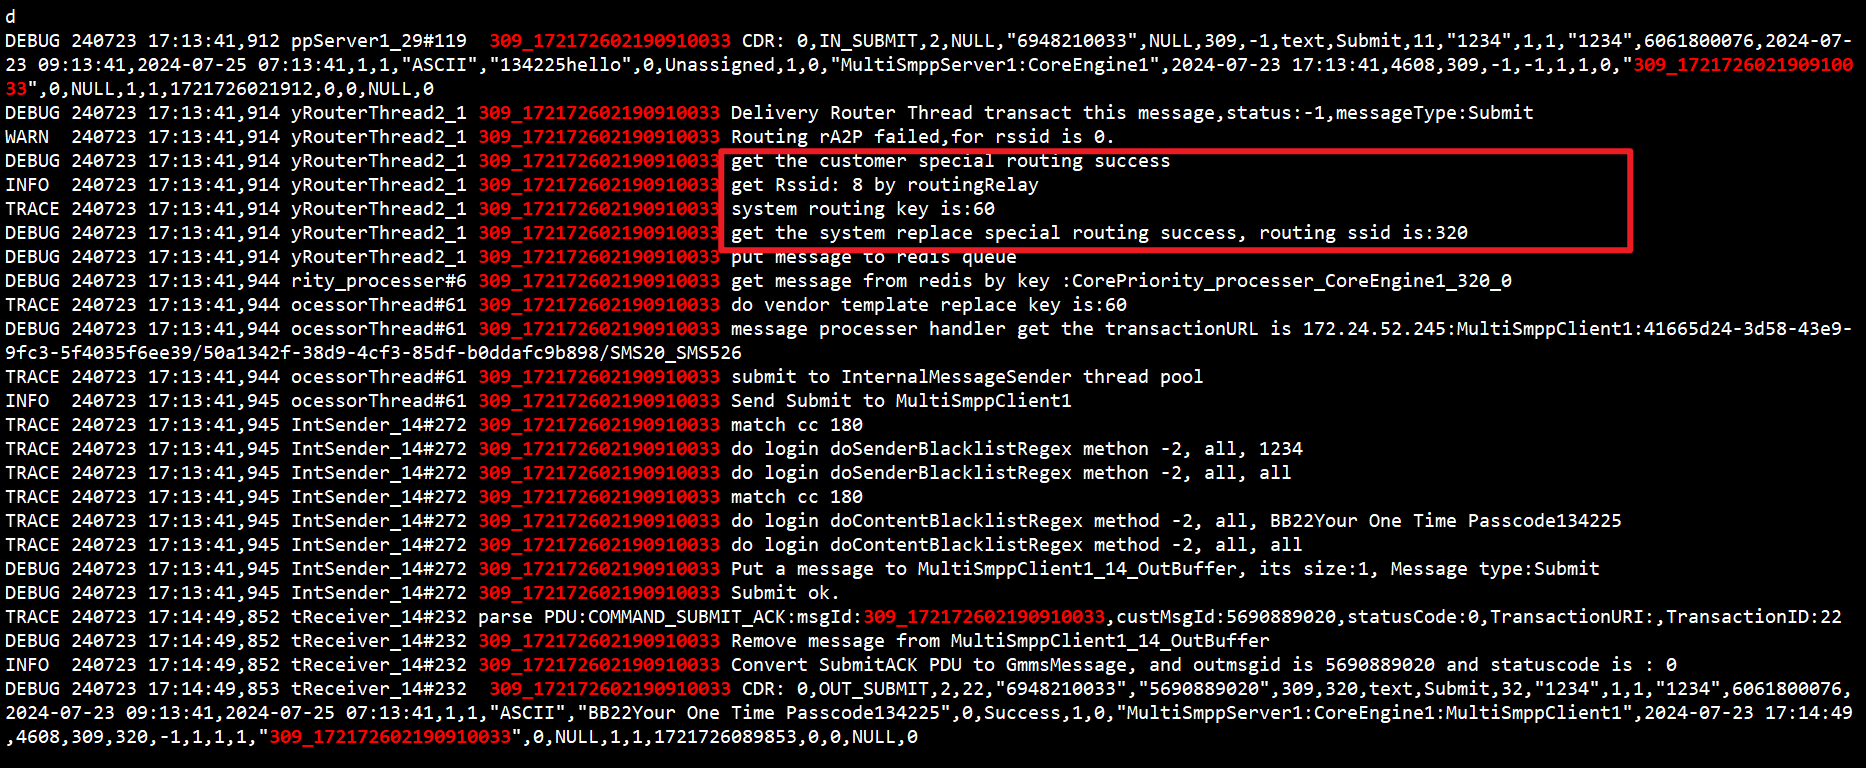 d
DEBUG 240723 17:13:41,912 ppServer1_29#119  309_172172602190910033 CDR: 0,IN_SUBMIT,2,NULL,"6948210033",NULL,309,-1,text,Submit,11,"1234",1,1,"1234",6061800076,2024-07-
23 09:13:41,2024-07-25 07:13:41,1,1,"ASCII","134225hello",0,Unassigned,1,0,"MultiSmppServer1:CoreEngine1",2024-07-23 17:13:41,4608,309,-1,-1,1,1,0,"309_1721726021909100
33",0,NULL,1,1,1721726021912,0,0,NULL,0
DEBUG 240723 17:13:41,914 yRouterThread2_1 309_172172602190910033 Delivery Router Thread transact this message,status:-1,messageType:Submit
WARN  240723 17:13:41,914 yRouterThread2_1 309_172172602190910033 Routing rA2P failed,for rssid is 0.
DEBUG 240723 17:13:41,914 yRouterThread2_1 309_172172602190910033 get the customer special routing success
INFO  240723 17:13:41,914 yRouterThread2_1 309_172172602190910033 get Rssid: 8 by routingRelay
TRACE 240723 17:13:41,914 yRouterThread2_1 309_172172602190910033 system routing key is:60
DEBUG 240723 17:13:41,914 yRouterThread2_1 309_172172602190910033 get the system replace special routing success, routing ssid is:320
DEBUG 240723 17:13:41,914 yRouterThread2_1 309_172172602190910033 put message to redis queue
DEBUG 240723 17:13:41,944 rity_processer#6 309_172172602190910033 get message from redis by key :CorePriority_processer_CoreEngine1_320_0
TRACE 240723 17:13:41,944 ocessorThread#61 309_172172602190910033 do vendor template replace key is:60
DEBUG 240723 17:13:41,944 ocessorThread#61 309_172172602190910033 message processer handler get the transactionURL is 172.24.52.245:MultiSmppClient1:41665d24-3d58-43e9-
9fc3-5f4035f6ee39/50a1342f-38d9-4cf3-85df-b0ddafc9b898/SMS20_SMS526
TRACE 240723 17:13:41,944 ocessorThread#61 309_172172602190910033 submit to InternalMessageSender thread pool
INFO  240723 17:13:41,945 ocessorThread#61 309_172172602190910033 Send Submit to MultiSmppClient1
TRACE 240723 17:13:41,945 IntSender_14#272 309_172172602190910033 match cc 180
TRACE 240723 17:13:41,945 IntSender_14#272 309_172172602190910033 do login doSenderBlacklistRegex methon -2, all, 1234
TRACE 240723 17:13:41,945 IntSender_14#272 309_172172602190910033 do login doSenderBlacklistRegex methon -2, all, all
TRACE 240723 17:13:41,945 IntSender_14#272 309_172172602190910033 match cc 180
TRACE 240723 17:13:41,945 IntSender_14#272 309_172172602190910033 do login doContentBlacklistRegex method -2, all, BB22Your One Time Passcode134225
TRACE 240723 17:13:41,945 IntSender_14#272 309_172172602190910033 do login doContentBlacklistRegex method -2, all, all
DEBUG 240723 17:13:41,945 IntSender_14#272 309_172172602190910033 Put a message to MultiSmppClient1_14_OutBuffer, its size:1, Message type:Submit
DEBUG 240723 17:13:41,945 IntSender_14#272 309_172172602190910033 Submit ok.
TRACE 240723 17:14:49,852 tReceiver_14#232 parse PDU:COMMAND_SUBMIT_ACK:msgId:309_172172602190910033,custMsgId:5690889020,statusCode:0,TransactionURI:,TransactionID:22
DEBUG 240723 17:14:49,852 tReceiver_14#232 309_172172602190910033 Remove message from MultiSmppClient1_14_OutBuffer
INFO  240723 17:14:49,852 tReceiver_14#232 309_172172602190910033 Convert SubmitACK PDU to GmmsMessage, and outmsgid is 5690889020 and statuscode is : 0
DEBUG 240723 17:14:49,853 tReceiver_14#232  309_172172602190910033 CDR: 0,OUT_SUBMIT,2,22,"6948210033","5690889020",309,320,text,Submit,32,"1234",1,1,"1234",6061800076,
2024-07-23 09:13:41,2024-07-25 07:13:41,1,1,"ASCII","BB22Your One Time Passcode134225",0,Success,1,0,"MultiSmppServer1:CoreEngine1:MultiSmppClient1",2024-07-23 17:14:49
,4608,309,320,-1,1,1,1,"309_172172602190910033",0,NULL,1,1,1721726089853,0,0,NULL,0